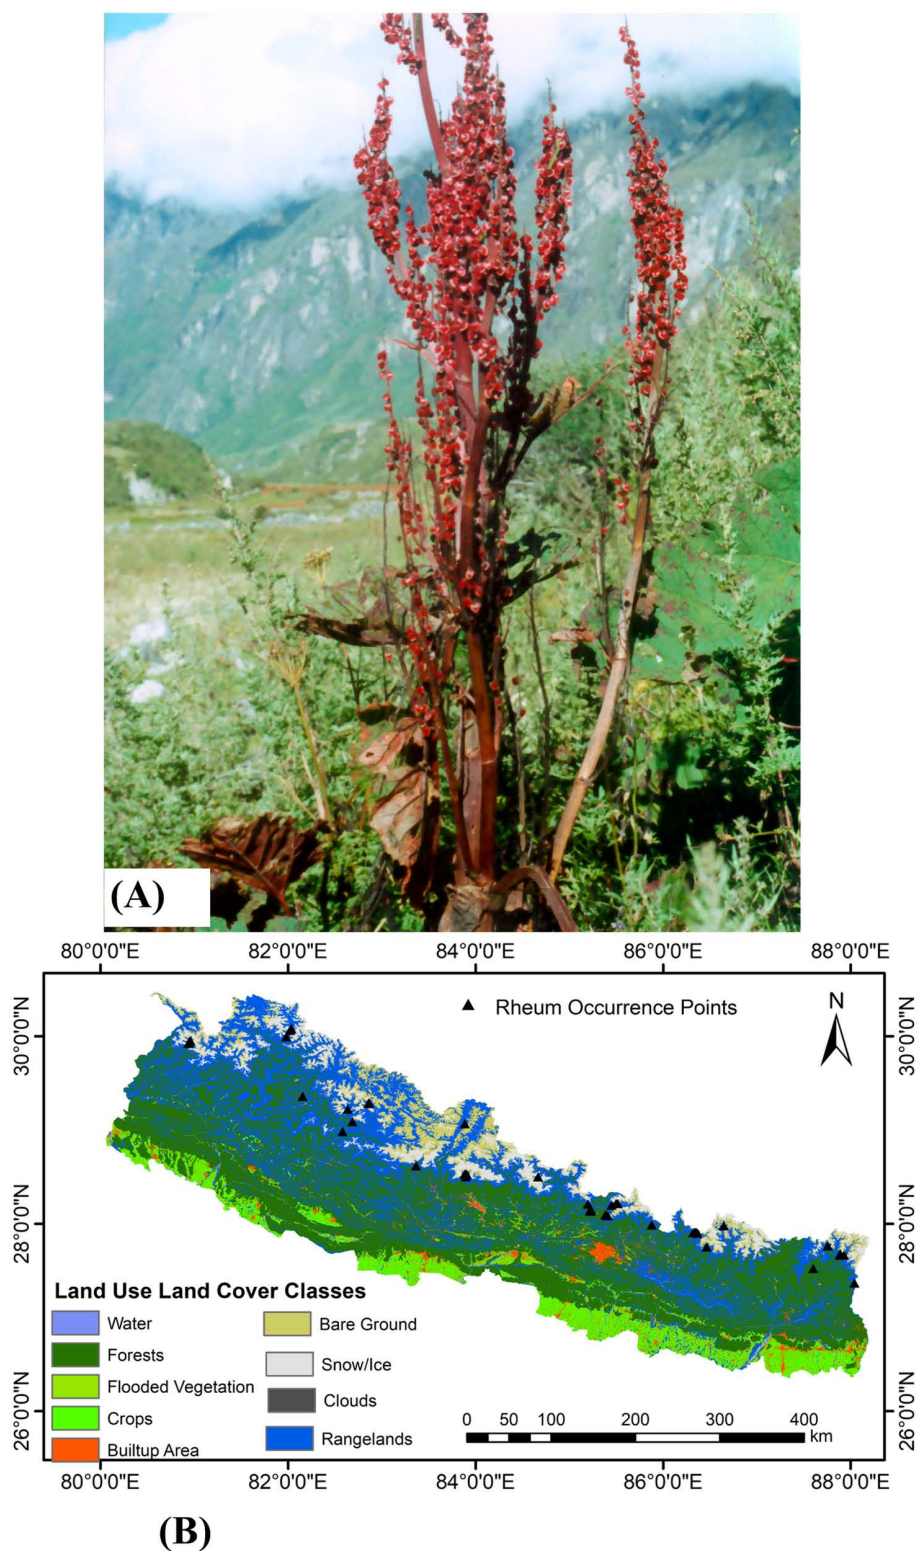 (A)
80°0'0"E 82°0'0"E 84°0'0"E 86°0'0"E 88°0'0"E
Rheum Occurrence Points
N
30°0'0"N 30°0'0"N
28°0'0"N 28°0'0"N
26°0'0"N 26°0'0"N
Land Use Land Cover Classes
Water
Forests
Flooded Vegetation
Crops
Builtup Area
Bare Ground
Snow/Ice
Clouds
Rangelands
0 50 100 200 300 400
km
80°0'0"E 82°0'0"E 84°0'0"E 86°0'0"E 88°0'0"E
(B)